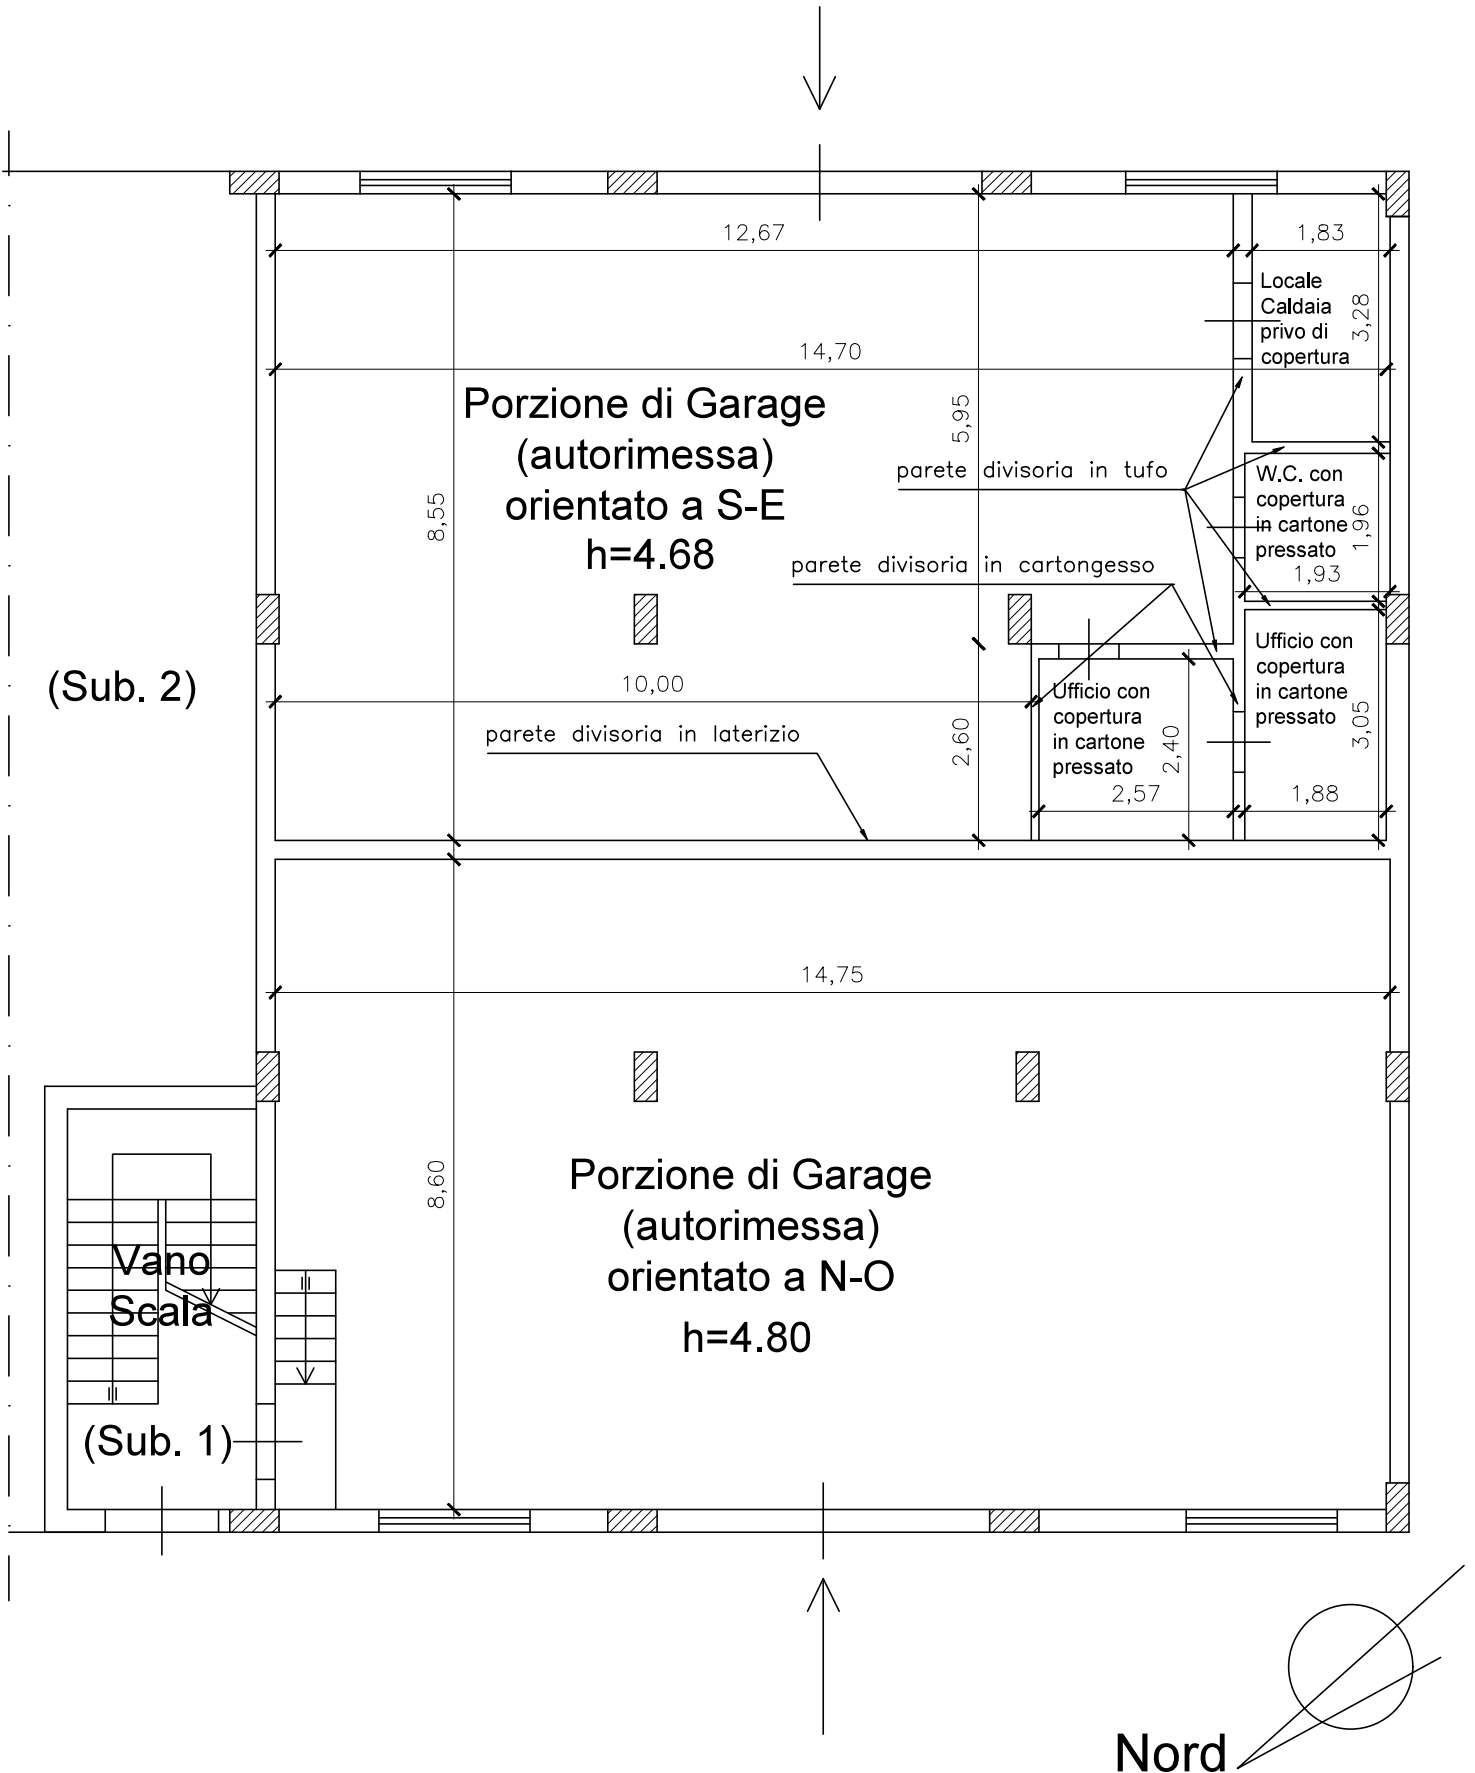 12,67
1,83
Locale
Caldaia
privo di
copertura
3,28
14,70
Porzione di Garage
(autorimessa)
orientato a S-E
h=4.68
5,95
8,55
parete divisoria in tufo
W.C. con
copertura
in cartone
pressato
1,96
1,93
parete divisoria in cartongesso
(Sub. 2)
10,00
Ufficio con
copertura
in cartone
pressato
2,40
2,57
Ufficio con
copertura
in cartone
pressato
3,05
1,88
parete divisoria in laterizio
2,60
14,75
8,60
Porzione di Garage
(autorimessa)
orientato a N-O
h=4.80
Vano
Scala
(Sub. 1)
Nord